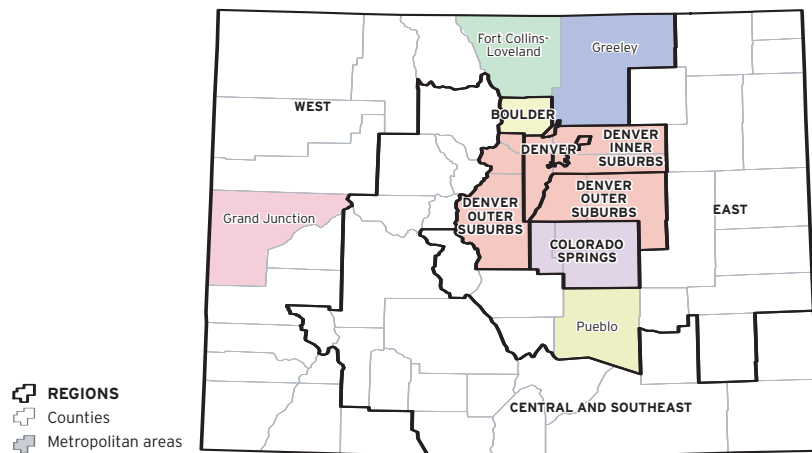 Fort Collins-
Loveland
Greeley
WEST
BOULDER
DENVER
DENVER
INNER
SUBURBS
DENVER
OUTER
SUBURBS
DENVER
OUTER
SUBURBS
EAST
Grand Junction
COLORADO
SPRINGS
Pueblo
CENTRAL AND SOUTHEAST
REGIONS
Counties
Metropolitan areas